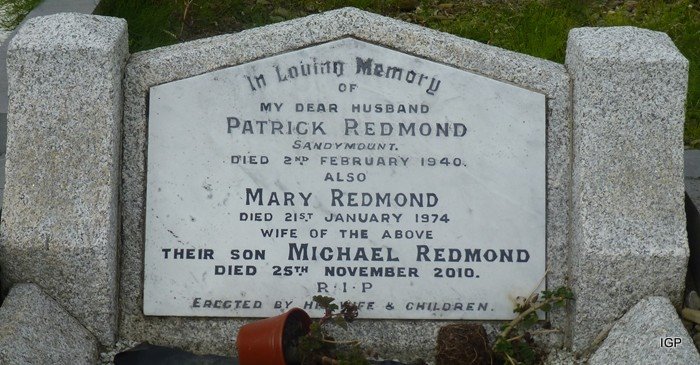 In Loving Memory
OF
MY DEAR HUSBAND
PATRICK REDMOND
SANDYMOUNT.
DIED 2ND FEBRUARY 1940.
ALSO
MARY REDMOND
DIED 21ST JANUARY 1974
WIFE OF THE ABOVE
THEIR SON MICHAEL REDMOND
DIED 25TH NOVEMBER 2010.
R·I·P
ERECTED BY HIS WIFE & CHILDREN.
IGP